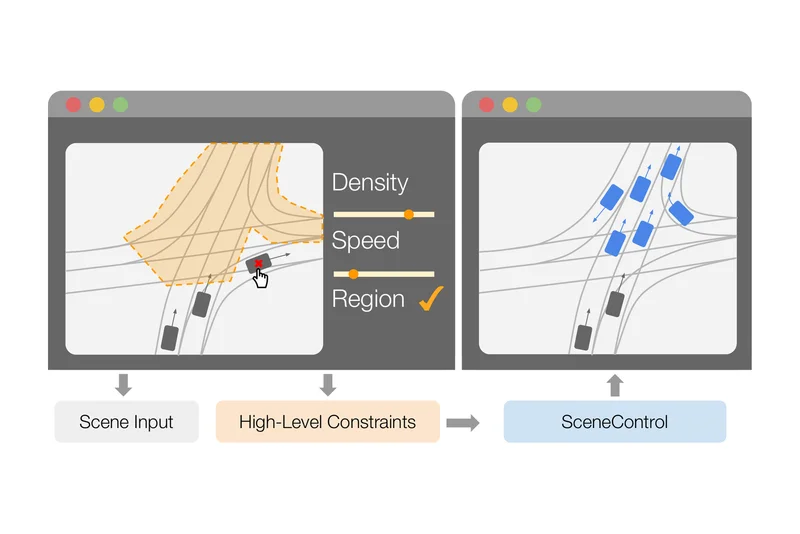 Density
Speed
Region
Scene Input
High-Level Constraints
SceneControl